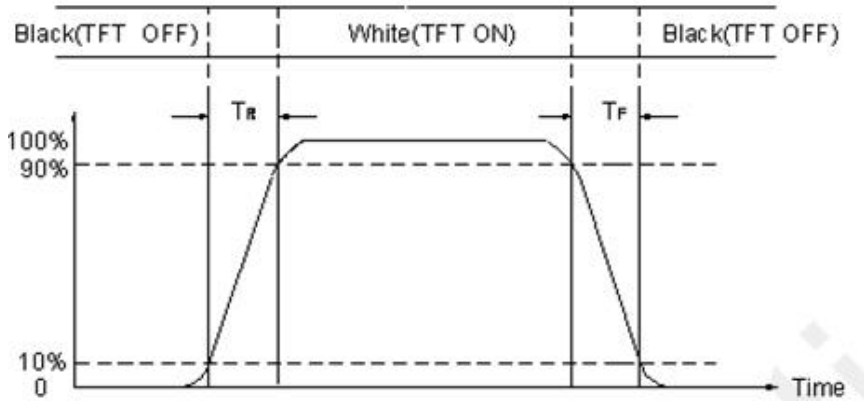 Black(TFT OFF) White(TFT ON) Black(TFT OFF)
TR TF
100%
90%
10%
0 Time